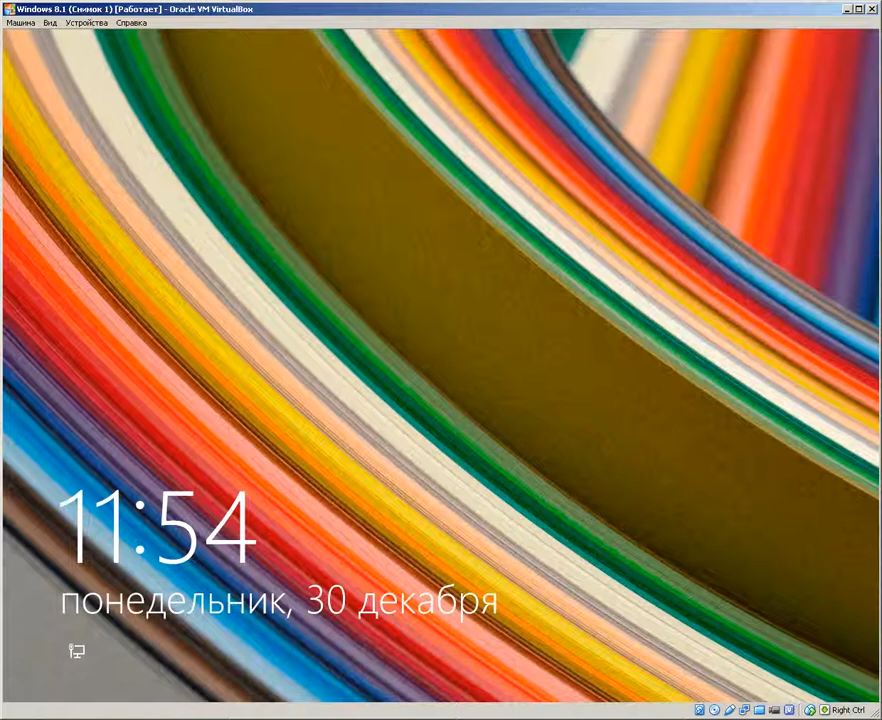 Windows 8.1 (Снимок 1) [Работает] - Oracle VM VirtualBox
Машина Вид Устройства Справка
11:54
понедельник, 30 декабря
Right Ctrl